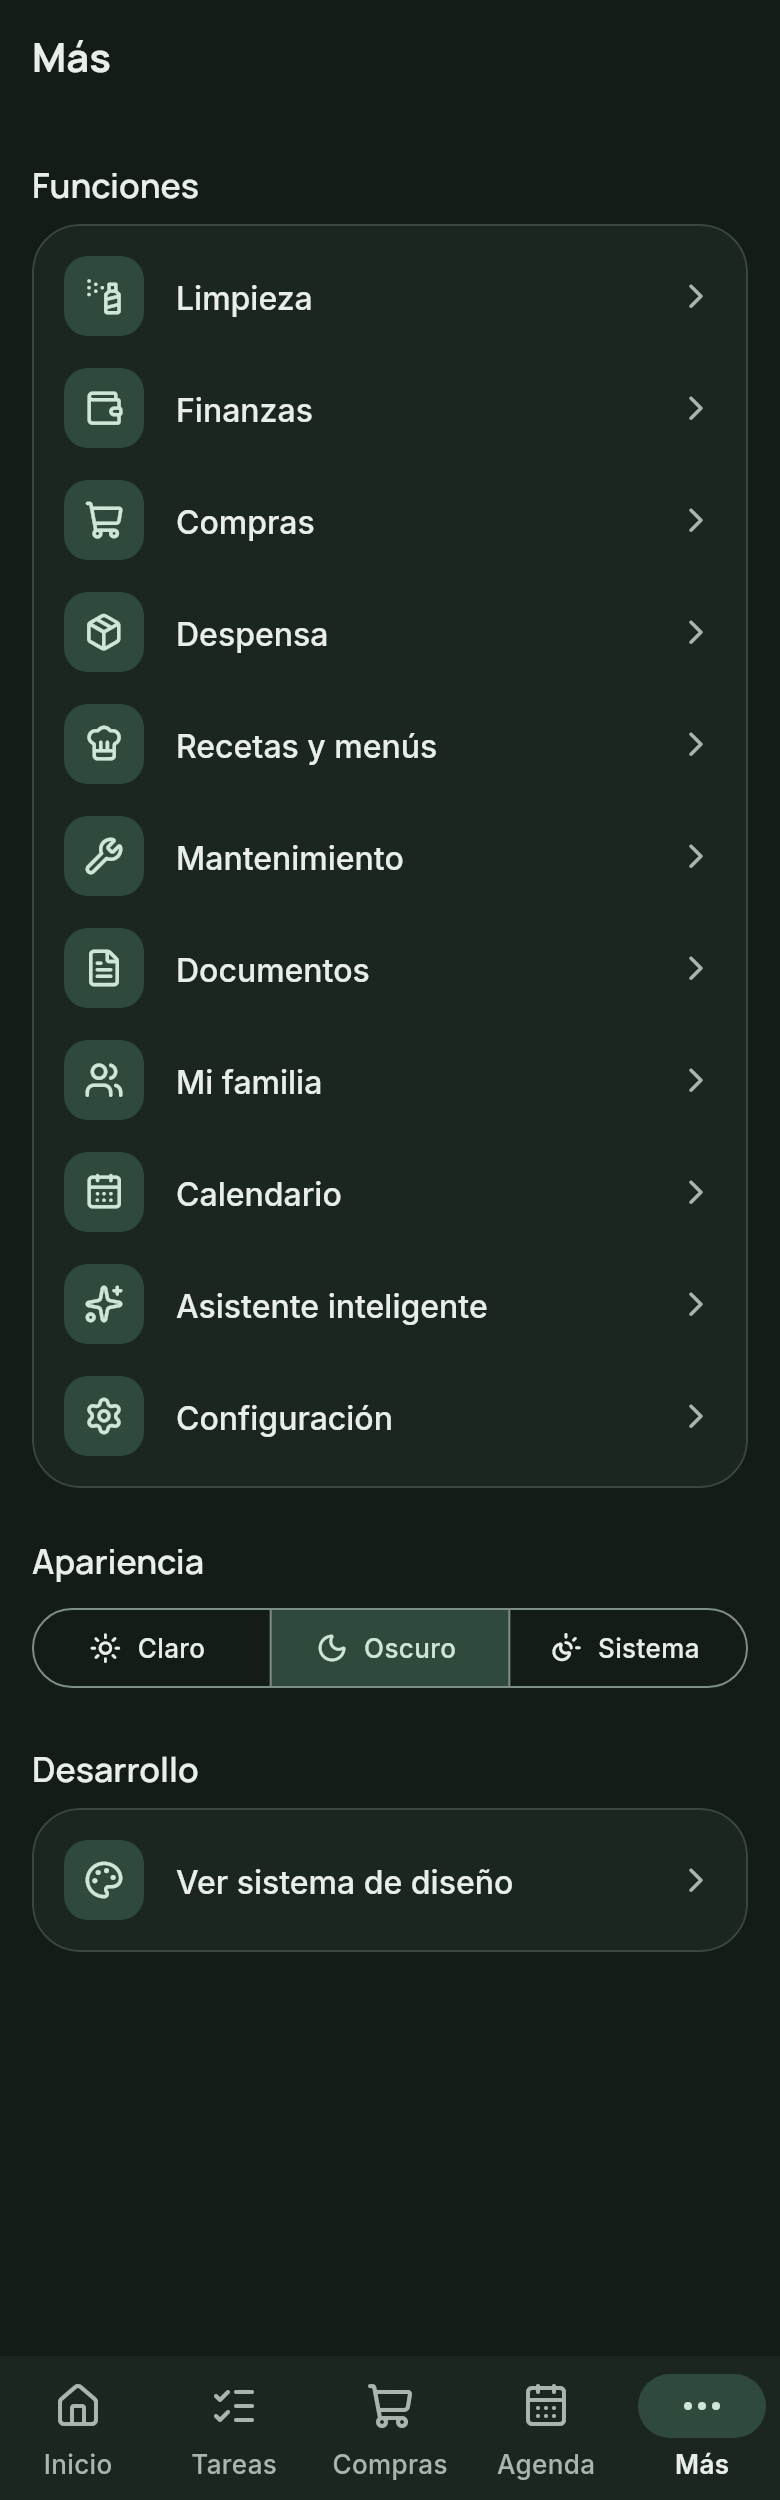 Más
Funciones
Limpieza
Finanzas
Compras
Despensa
Recetas y menús
Mantenimiento
Documentos
Mi familia
Calendario
Asistente inteligente
Configuración
Apariencia
Claro
Oscuro
Sistema
Desarrollo
Ver sistema de diseño
Inicio
Tareas
Compras
Agenda
Más